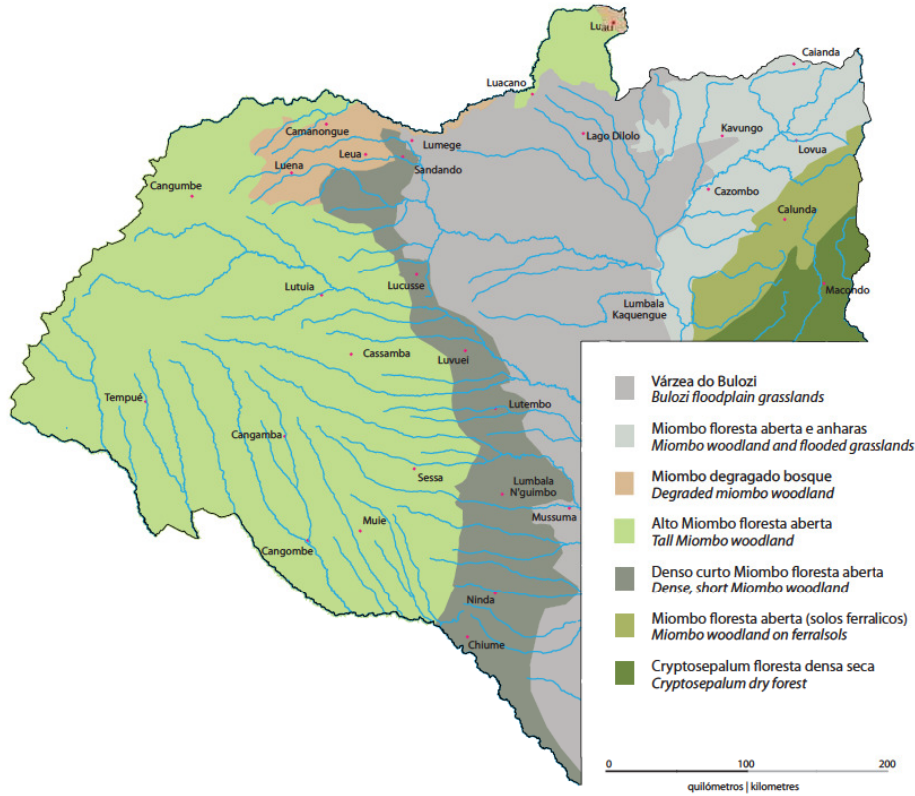 Luau
Caianda
Luacano
Camanongue
Lumege
Lago Dilolo
Kavungo
Leua
Lovua
Luena
Sandando
Cangumbe
Cazombo
Calunda
Lucusse
Lutuia
Macondo
Lumbala
Kaquengue
Cassamba
Luvuei
Tempué
Lutembo
Cangamba
Sessa
Lumbala
N'guimbo
Mussuma
Muie
Cangombe
Ninda
Chiume
Várzea do Bulozi
Bulozi floodplain grasslands
Miombo floresta aberta e anharas
Miombo woodland and flooded grasslands
Miombo degragado bosque
Degraded miombo woodland
Alto Miombo floresta aberta
Tall Miombo woodland
Denso curto Miombo floresta aberta
Dense, short Miombo woodland
Miombo floresta aberta (solos ferralicos)
Miombo woodland on ferralsols
Cryptosepalum floresta densa seca
Cryptosepalum dry forest
0 100 200
quilómetros | kilometres